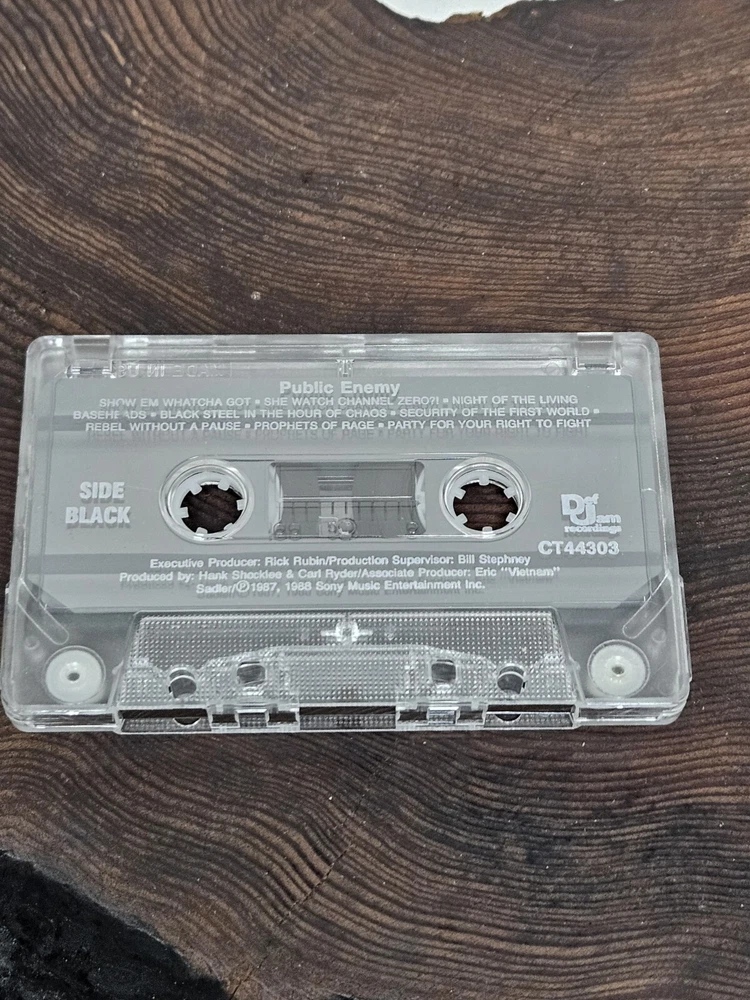 Public Enemy
SHOW EM WHATCHA GOT ▪ SHE WATCH CHANNEL ZERO?! ▪ NIGHT OF THE LIVING
BASEHEADS ▪ BLACK STEEL IN THE HOUR OF CHAOS ▪ SECURITY OF THE FIRST WORLD ▪
REBEL WITHOUT A PAUSE ▪ PROPHETS OF RAGE ▪ PARTY FOR YOUR RIGHT TO FIGHT
SIDE
BLACK
Def
Jam
recordings
CT44303
Executive Producer: Rick Rubin/Production Supervisor: Bill Stephney
Produced by: Hank Shocklee & Carl Ryder/Associate Producer: Eric "Vietnam"
Sadler/Ⓟ1987, 1988 Sony Music Entertainment Inc.